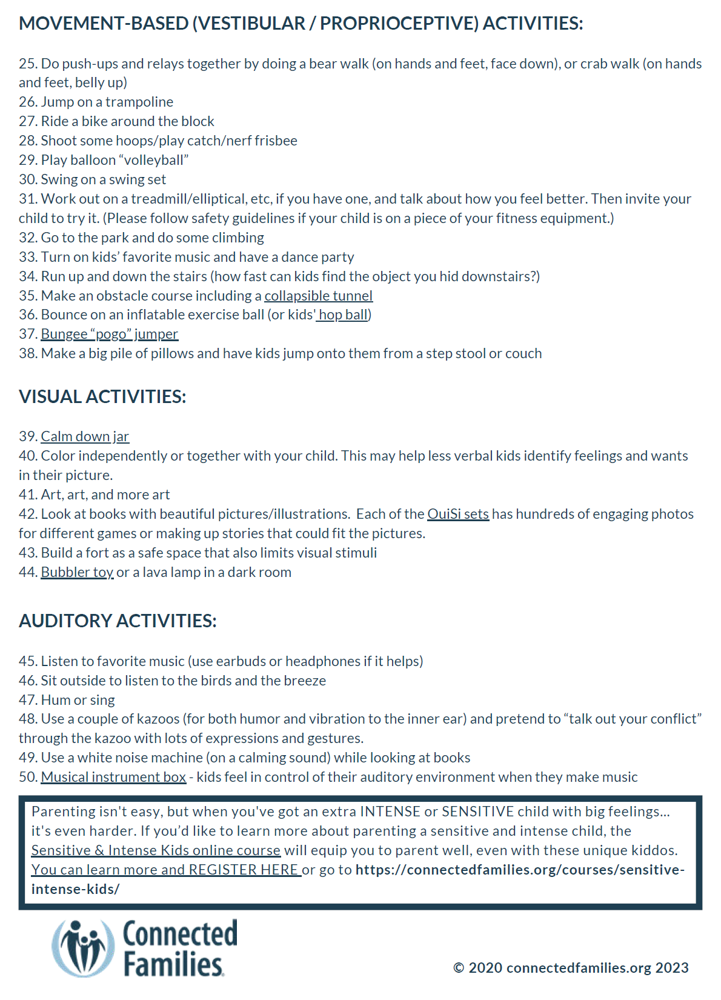 MOVEMENT-BASED (VESTIBULAR / PROPRIOCEPTIVE) ACTIVITIES:
25. Do push-ups and relays together by doing a bear walk (on hands and feet, face down), or crab walk (on hands
and feet, belly up)
26. Jump on a trampoline
27. Ride a bike around the block
28. Shoot some hoops/play catch/nerf frisbee
29. Play balloon “volleyball”
30. Swing on a swing set
31. Work out on a treadmill/elliptical, etc, if you have one, and talk about how you feel better. Then invite your
child to try it. (Please follow safety guidelines if your child is on a piece of your fitness equipment.)
32. Go to the park and do some climbing
33. Turn on kids’ favorite music and have a dance party
34. Run up and down the stairs (how fast can kids find the object you hid downstairs?)
35. Make an obstacle course including a collapsible tunnel
36. Bounce on an inflatable exercise ball (or kids' hop ball)
37. Bungee “pogo” jumper
38. Make a big pile of pillows and have kids jump onto them from a step stool or couch
VISUAL ACTIVITIES:
39. Calm down jar
40. Color independently or together with your child. This may help less verbal kids identify feelings and wants
in their picture.
41. Art, art, and more art
42. Look at books with beautiful pictures/illustrations.  Each of the OuiSi sets has hundreds of engaging photos
for different games or making up stories that could fit the pictures.
43. Build a fort as a safe space that also limits visual stimuli
44. Bubbler toy or a lava lamp in a dark room
AUDITORY ACTIVITIES:
45. Listen to favorite music (use earbuds or headphones if it helps)
46. Sit outside to listen to the birds and the breeze
47. Hum or sing
48. Use a couple of kazoos (for both humor and vibration to the inner ear) and pretend to “talk out your conflict”
through the kazoo with lots of expressions and gestures.
49. Use a white noise machine (on a calming sound) while looking at books
50. Musical instrument box - kids feel in control of their auditory environment when they make music
Parenting isn't easy, but when you've got an extra INTENSE or SENSITIVE child with big feelings...
it's even harder. If you’d like to learn more about parenting a sensitive and intense child, the
Sensitive & Intense Kids online course will equip you to parent well, even with these unique kiddos.
You can learn more and REGISTER HERE or go to https://connectedfamilies.org/courses/sensitive-
intense-kids/
Connected
Families.
© 2020 connectedfamilies.org 2023